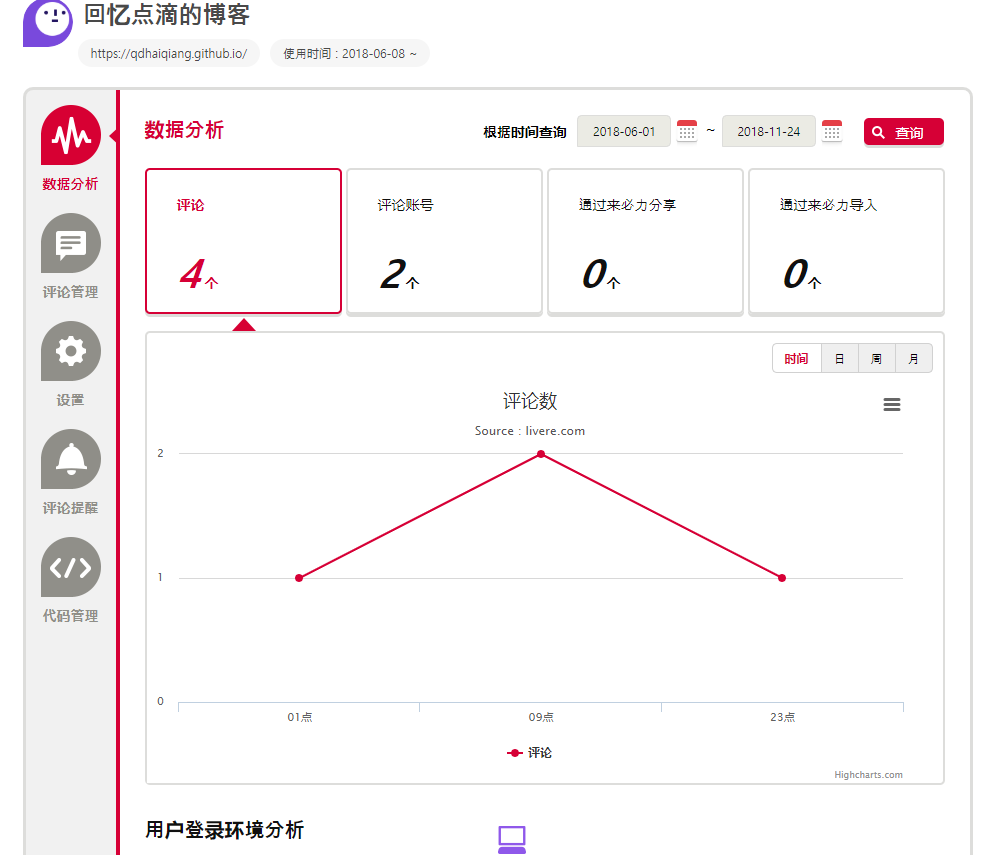 回忆点滴的博客
https://qdhaiqiang.github.io/ 使用时间 : 2018-06-08 ~
数据分析
评论管理
设置
评论提醒
代码管理
数据分析 根据时间查询 2018-06-01 ~ 2018-11-24 查询
评论 评论账号 通过来必力分享 通过来必力导入
4个 2个 0个 0个
时间 日 周 月
评论数
Source : livere.com
2
1
0
01点 09点 23点
评论
Highcharts.com
用户登录环境分析